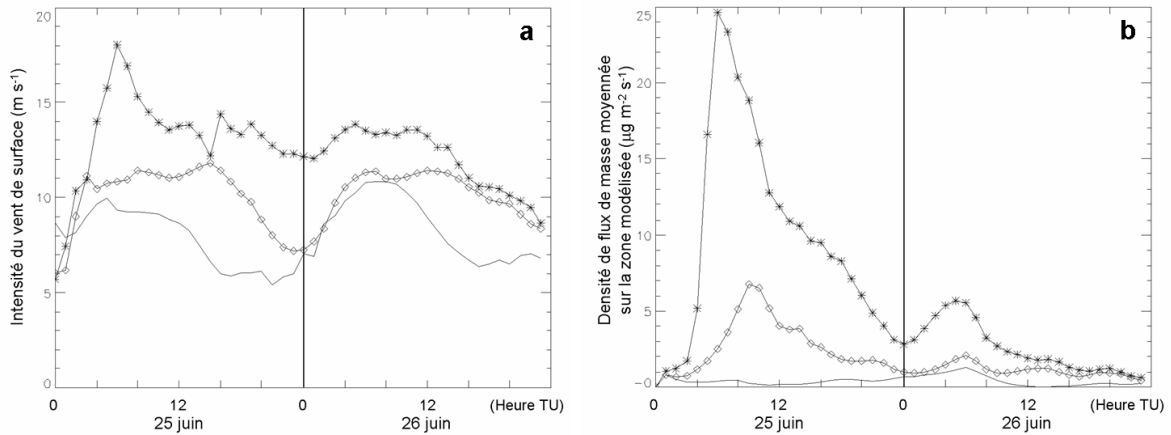 a
Intensité du vent de surface (m s⁻¹)
20
15
10
5
0
0
12
0
12
(Heure TU)
25 juin
26 juin
b
Densité de flux de masse moyennée
sur la zone modélisée (µg m⁻² s⁻¹)
25
20
15
25
5
−0
0
12
0
12
(Heure TU)
25 juin
26 juin